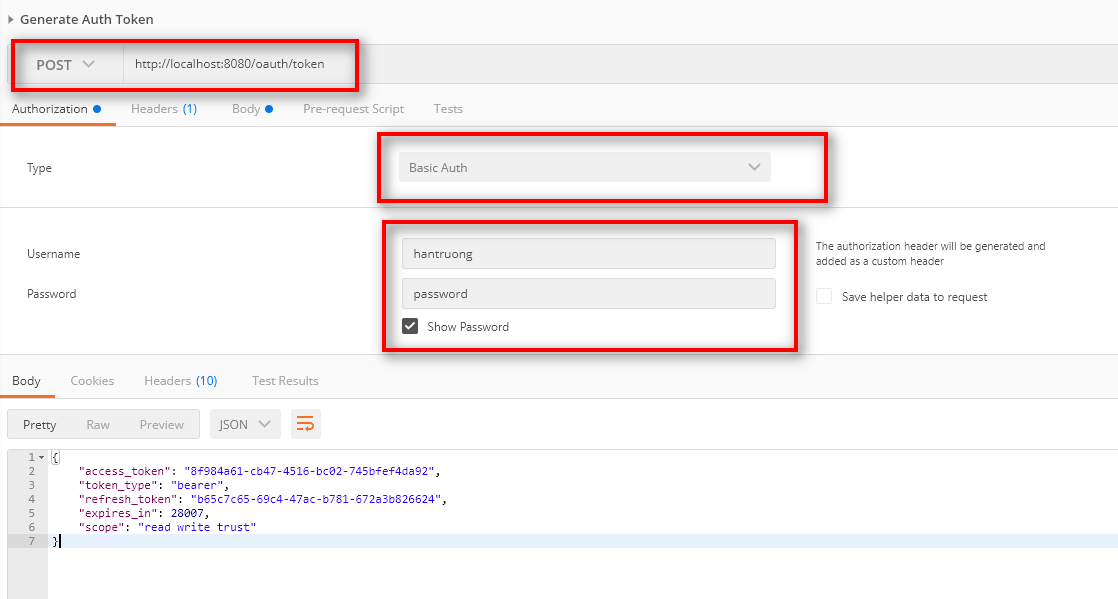 Generate Auth Token
POST http://localhost:8080/oauth/token
Authorization Headers (1) Body Pre-request Script Tests
Type Basic Auth
Username hantruong
Password password
Show Password
The authorization header will be generated and
added as a custom header
Save helper data to request
Body Cookies Headers (10) Test Results
Pretty Raw Preview JSON
1 {
2 "access_token": "8f984a61-cb47-4516-bc02-745bfef4da92",
3 "token_type": "bearer",
4 "refresh_token": "b65c7c65-69c4-47ac-b781-672a3b826624",
5 "expires_in": 28007,
6 "scope": "read write trust"
7 }